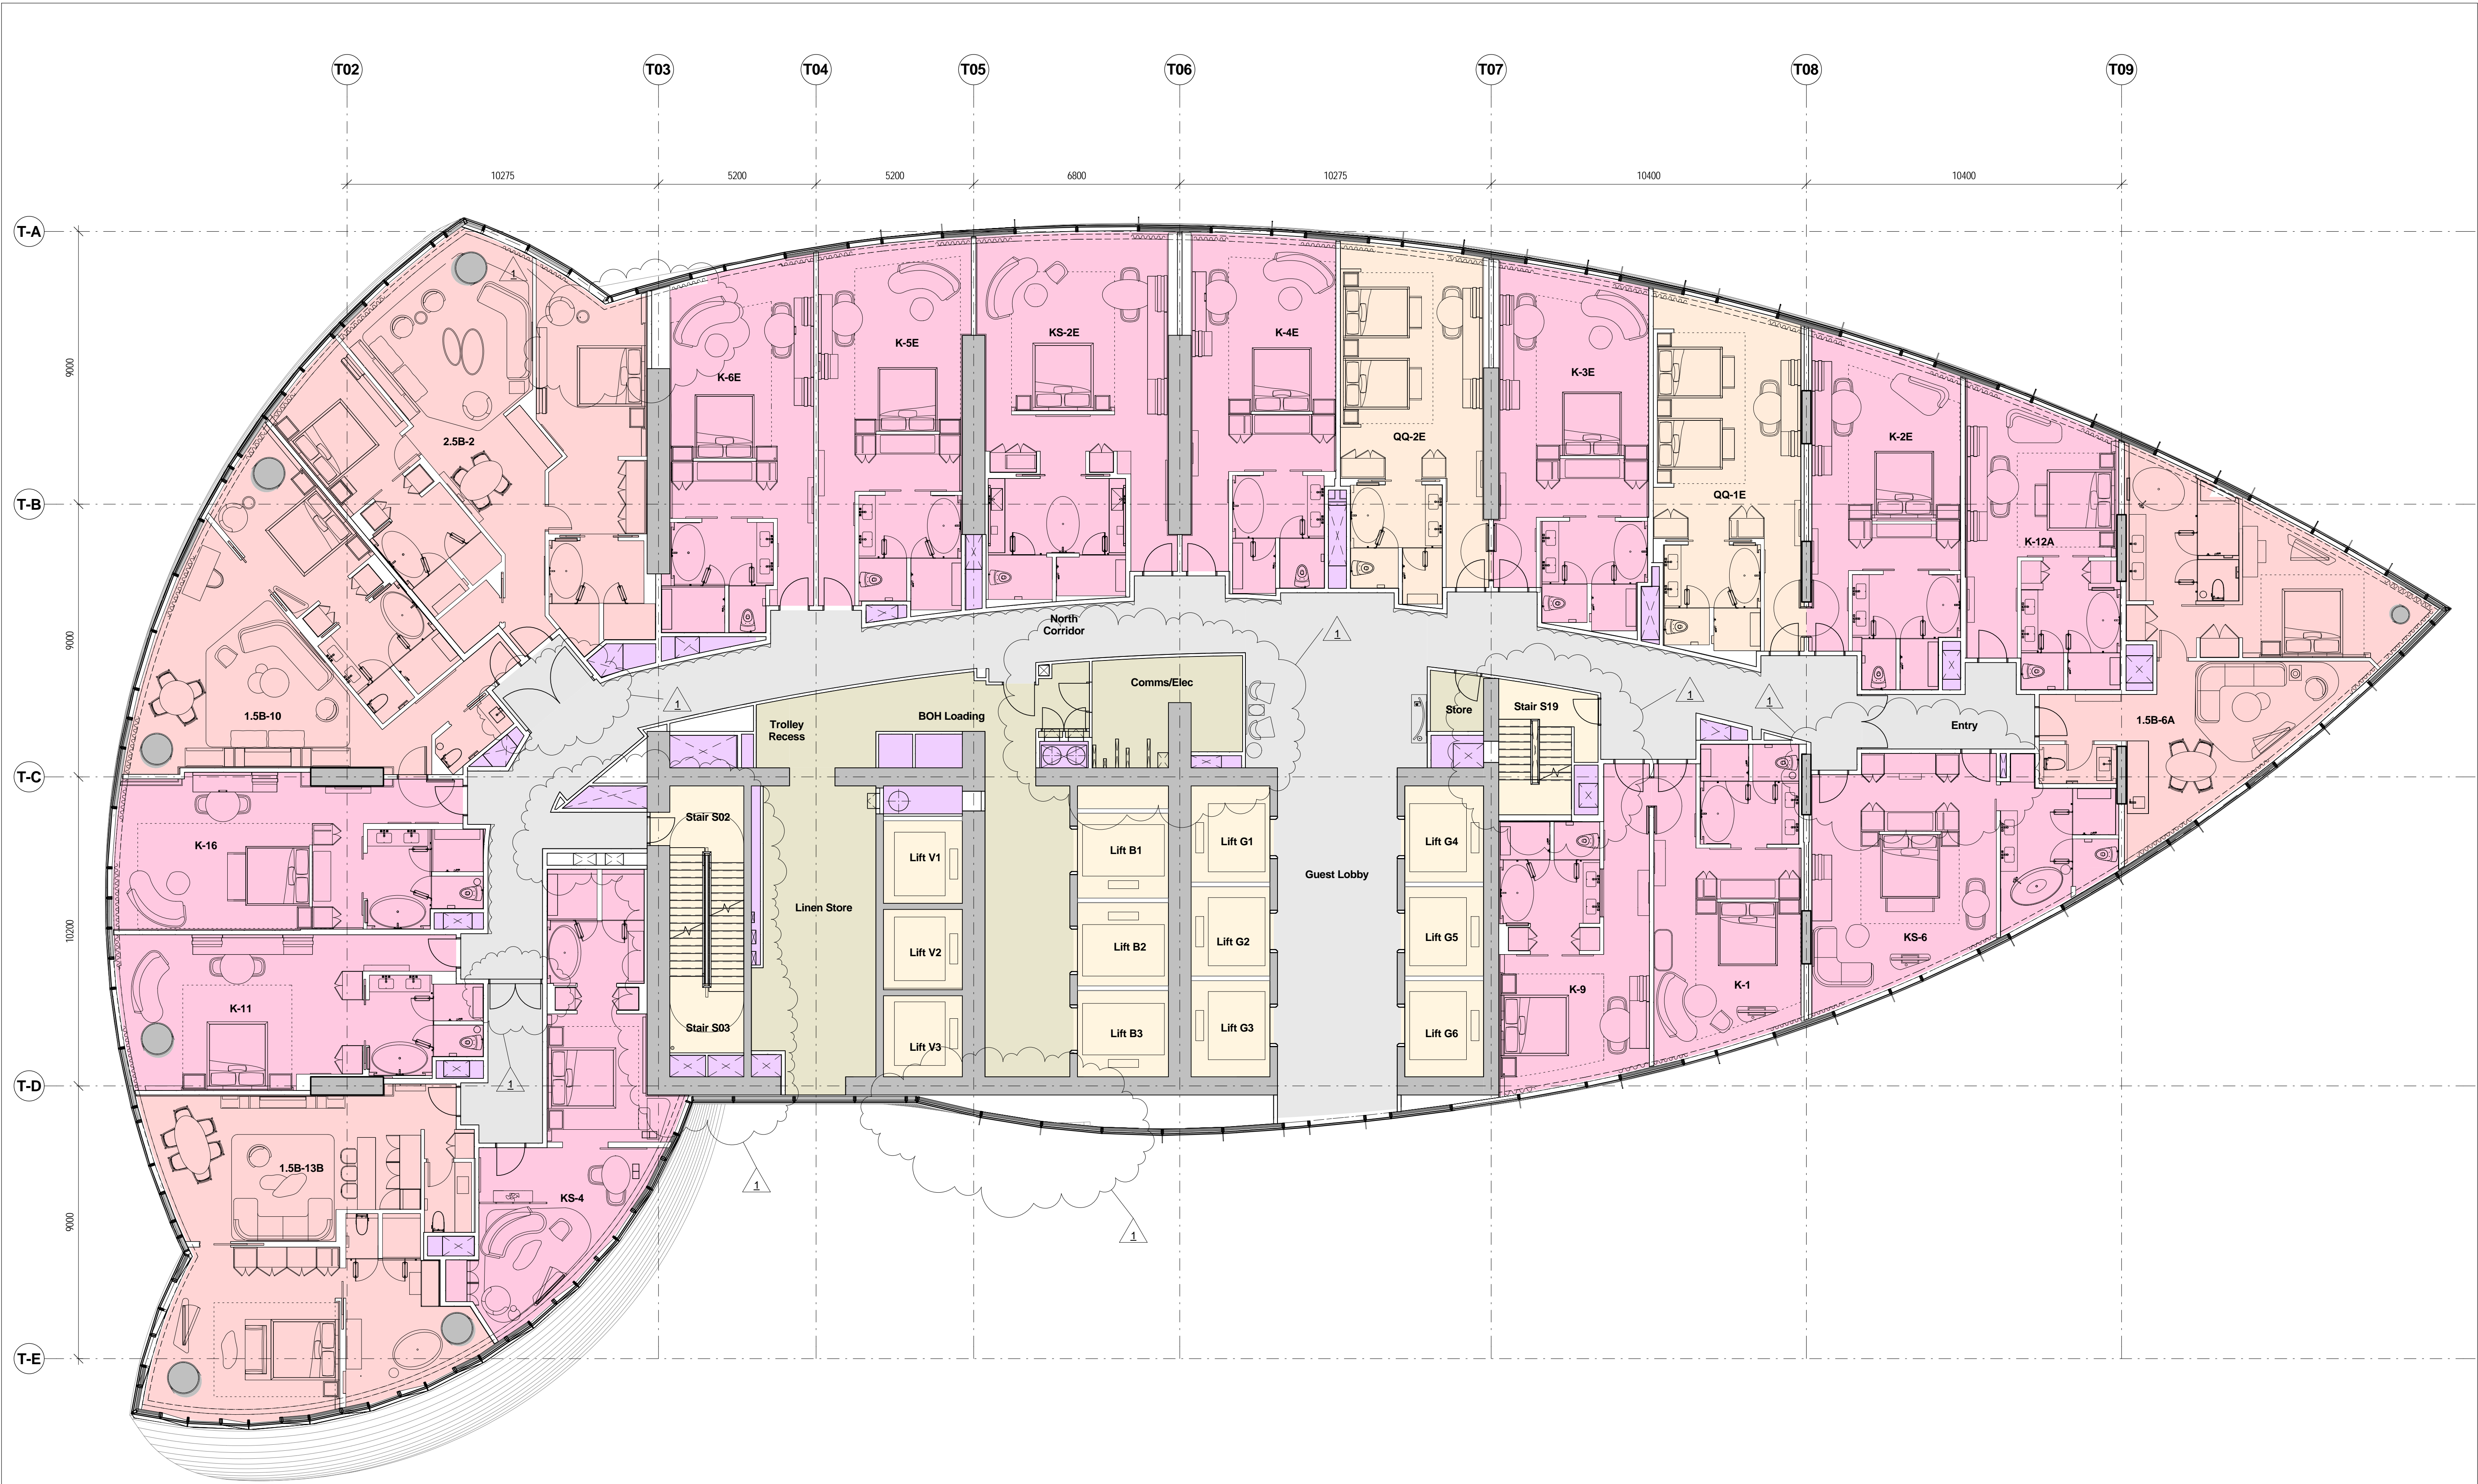 T02
T03
T04
T05
T06
T07
T08
T09
10275
5200
5200
6800
10275
10400
10400
T-A
9000
T-B
9000
T-C
10200
T-D
9000
T-E
1
K-6E
K-5E
KS-2E
K-4E
QQ-2E
K-3E
QQ-1E
K-2E
K-12A
2.5B-2
1.5B-10
North
Corridor
1
1
1
1
Trolley
Recess
BOH Loading
Comms/Elec
Store
Stair S19
Entry
1.5B-6A
K-16
Stair S02
Lift V1
Lift B1
Lift G1
Guest Lobby
Lift G4
Linen Store
Lift V2
Lift B2
Lift G2
Lift G5
KS-6
K-11
Stair S03
Lift V3
Lift B3
Lift G3
Lift G6
K-9
K-1
1
1.5B-13B
KS-4
1
1